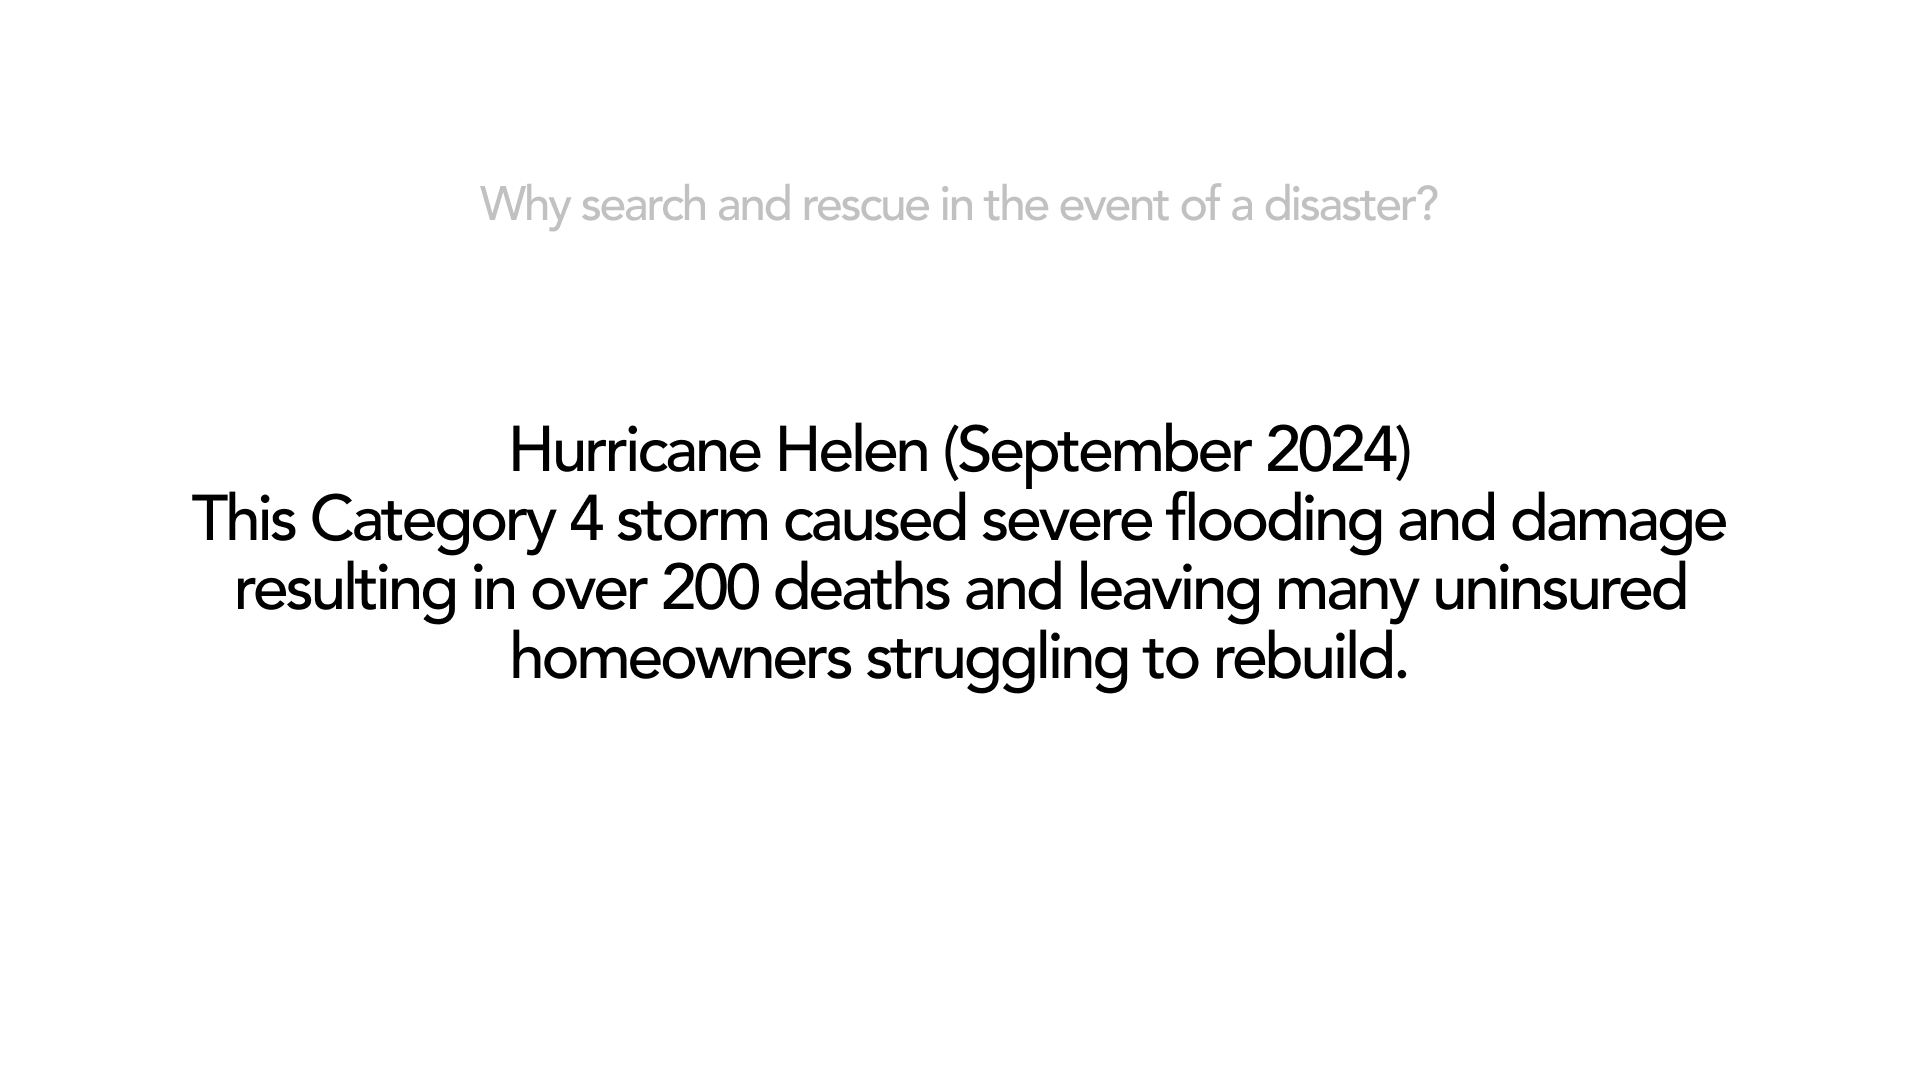 Why search and rescue in the event of a disaster?
Hurricane Helen (September 2024)
This Category 4 storm caused severe flooding and damage
resulting in over 200 deaths and leaving many uninsured
homeowners struggling to rebuild.